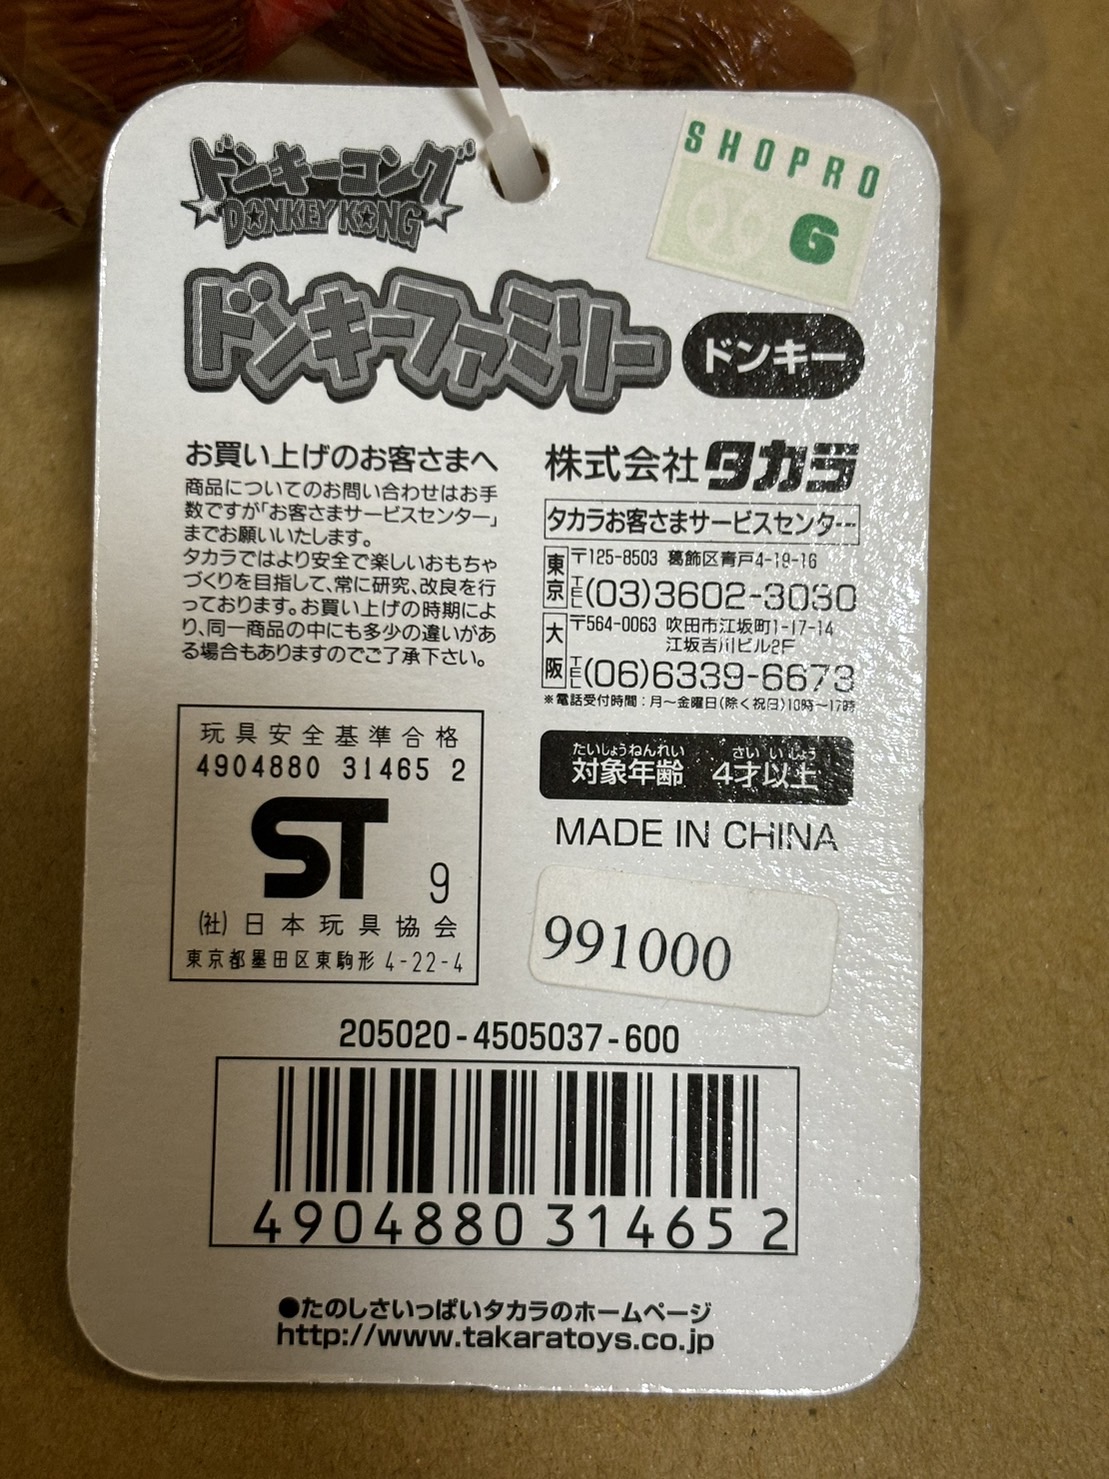 ドンキーコング
DONKEY KONG
SHOPRO
G
ドンキーファミリー
ドンキー
お買い上げのお客さまへ
商品についてのお問い合わせはお手
数ですが「お客さまサービスセンター」
までお願いいたします。
タカラではより安全で楽しいおもちゃ
づくりを目指して、常に研究、改良を行
っております。お買い上げの時期によ
り、同一商品の中にも多少の違いがあ
る場合もありますのでご了承下さい。
株式会社タカラ
タカラお客さまサービスセンター
東京 〒125-8503 葛飾区青戸4-19-16
TEL(03)3602-3030
大阪 〒564-0063 吹田市江坂町1-17-14
江坂吉川ビル2F
TEL(06)6339-6673
※電話受付時間:月〜金曜日(除く祝日)10時〜17時
玩具安全基準合格
4904880 31465 2
ST 9
(社)日本玩具協会
東京都墨田区東駒形 4-22-4
たいしょうねんれい さい いじょう
対象年齢 4才以上
MADE IN CHINA
991000
205020-4505037-600
4904880 31465 2
●たのしさいっぱいタカラのホームページ
http://www.takaratoys.co.jp